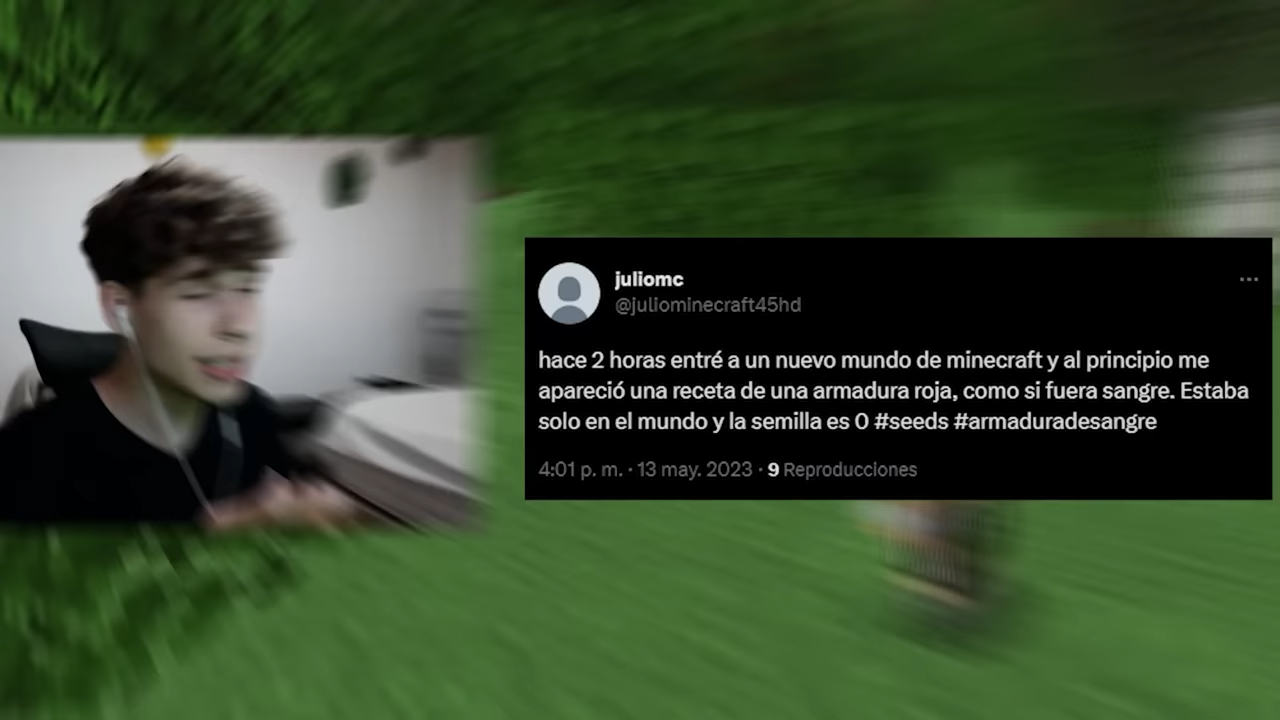 juliomc
@juliominecraft45hd
hace 2 horas entré a un nuevo mundo de minecraft y al principio me
apareció una receta de una armadura roja, como si fuera sangre. Estaba
solo en el mundo y la semilla es 0 #seeds #armaduradesangre
4:01 p. m. · 13 may. 2023 · 9 Reproducciones